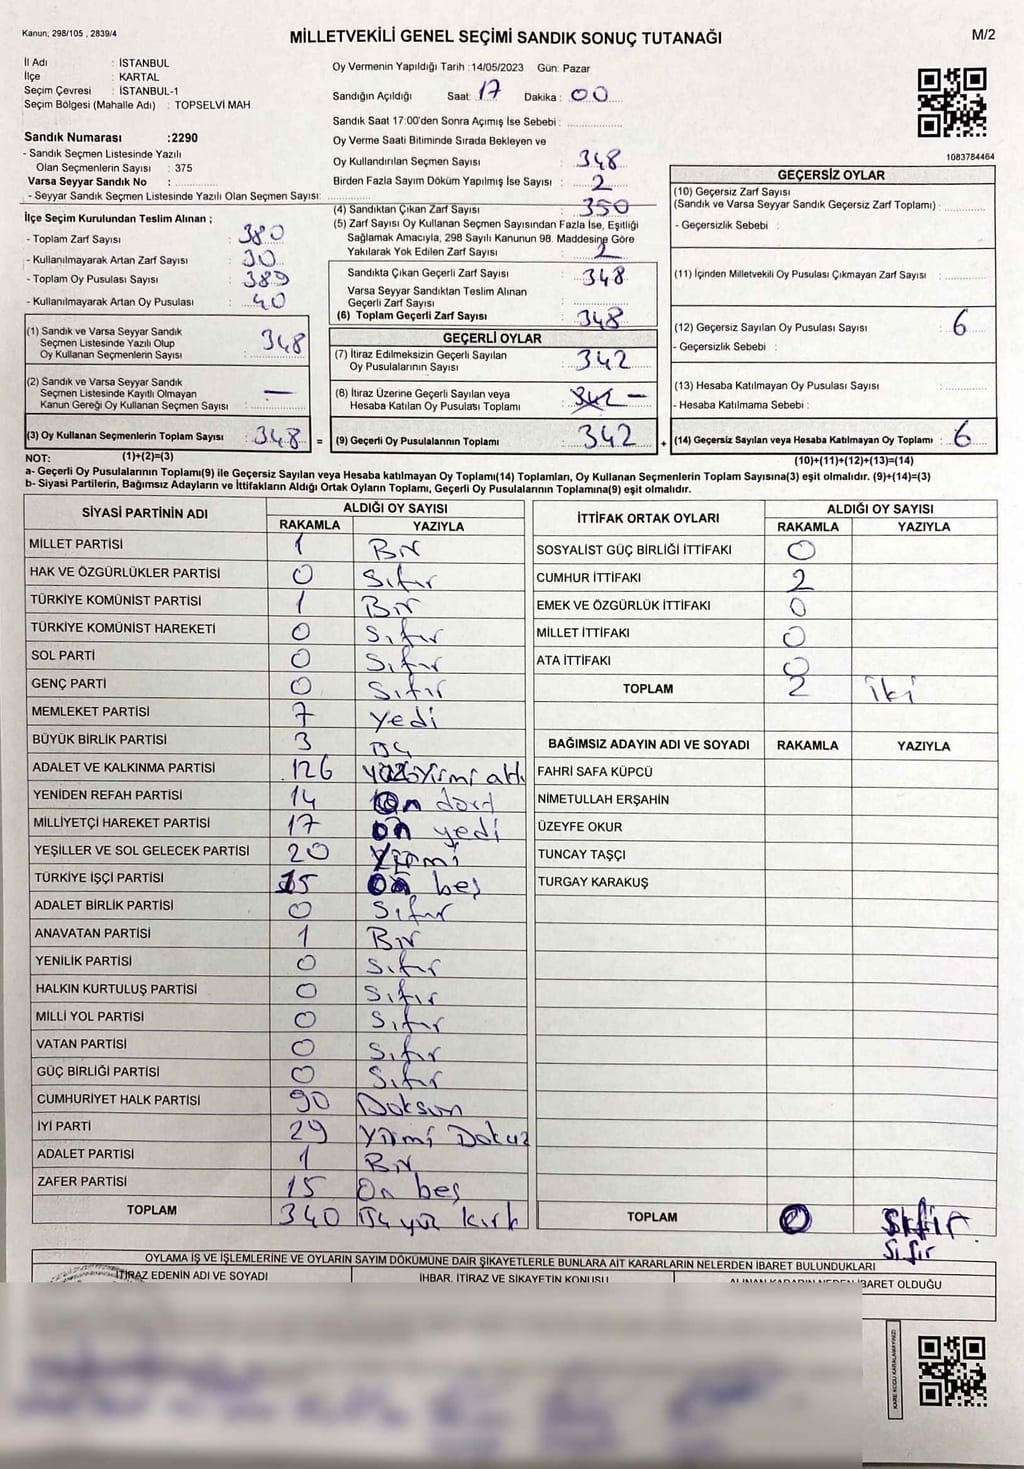 Kanun; 298/105 , 2839/4
MİLLETVEKİLİ GENEL SEÇİMİ SANDIK SONUÇ TUTANAĞI
M/2
İl Adı : İSTANBUL
İlçe : KARTAL
Seçim Çevresi : İSTANBUL-1
Seçim Bölgesi (Mahalle Adı) : TOPSELVİ MAH.
Sandık Numarası :2290
- Sandık Seçmen Listesinde Yazılı
Olan Seçmenlerin Sayısı : 375
Varsa Seyyar Sandık No :
- Seyyar Sandık Seçmen Listesinde Yazılı Olan Seçmen Sayısı:
İlçe Seçim Kurulundan Teslim Alınan ;
- Toplam Zarf Sayısı : 380
- Kullanılmayarak Artan Zarf Sayısı : 30
- Toplam Oy Pusulası : 389
- Kullanılmayarak Artan Oy Pusulası : 40
(1) Sandık ve Varsa Seyyar Sandık
Seçmen Listesinde Yazılı Olup
Oy Kullanan Seçmenlerin Sayısı : 348
(2) Sandık ve Varsa Seyyar Sandık
Seçmen Listesinde Kayıtlı Olmayan
Kanun Gereği Oy Kullanan Seçmen Sayısı : —
(3) Oy Kullanan Seçmenlerin Toplam Sayısı : 348 =
Oy Vermenin Yapıldığı Tarih :14/05/2023 Gün: Pazar
Sandığın Açıldığı Saat: 17 Dakika : 00
Sandık Saat 17:00'den Sonra Açımış İse Sebebi :
Oy Verme Saati Bitiminde Sırada Bekleyen ve
Oy Kullandırılan Seçmen Sayısı : 348
Birden Fazla Sayım Döküm Yapılmış İse Sayısı : 2
(4) Sandıktan Çıkan Zarf Sayısı : 350
(5) Zarf Sayısı Oy Kullanan Seçmen Sayısından Fazla İse, Eşitliği
Sağlamak Amacıyla, 298 Sayılı Kanunun 98. Maddesine Göre
Yakılarak Yok Edilen Zarf Sayısı : 2
Sandıkta Çıkan Geçerli Zarf Sayısı : 348
Varsa Seyyar Sandıktan Teslim Alınan
Geçerli Zarf Sayısı :
(6) Toplam Geçerli Zarf Sayısı : 348
GEÇERLİ OYLAR
(7) İtiraz Edilmeksizin Geçerli Sayılan
Oy Pusulalarının Sayısı : 342
(8) İtiraz Üzerine Geçerli Sayılan veya
Hesaba Katılan Oy Pusulası Toplamı : 342 —
(9) Geçerli Oy Pusulalarının Toplamı : 342 +
1083784464
GEÇERSİZ OYLAR
(10) Geçersiz Zarf Sayısı
(Sandık ve Varsa Seyyar Sandık Geçersiz Zarf Toplamı) :
- Geçersizlik Sebebi :
(11) İçinden Milletvekili Oy Pusulası Çıkmayan Zarf Sayısı :
(12) Geçersiz Sayılan Oy Pusulası Sayısı : 6
- Geçersizlik Sebebi :
(13) Hesaba Katılmayan Oy Pusulası Sayısı :
- Hesaba Katılmama Sebebi :
(14) Geçersiz Sayılan veya Hesaba Katılmayan Oy Toplamı : 6
NOT: (1)+(2)=(3)
(10)+(11)+(12)+(13)=(14)
a- Geçerli Oy Pusulalarının Toplamı(9) ile Geçersiz Sayılan veya Hesaba katılmayan Oy Toplamı(14) Toplamları, Oy Kullanan Seçmenlerin Toplam Sayısına(3) eşit olmalıdır. (9)+(14)=(3)
b- Siyasi Partilerin, Bağımsız Adayların ve İttifakların Aldığı Ortak Oyların Toplamı, Geçerli Oy Pusulalarının Toplamına(9) eşit olmalıdır.
SİYASİ PARTİNİN ADI
ALDIĞI OY SAYISI
RAKAMLA YAZIYLA
MİLLET PARTİSİ 1 Bir
HAK VE ÖZGÜRLÜKLER PARTİSİ 0 Sıfır
TÜRKİYE KOMÜNİST PARTİSİ 1 Bir
TÜRKİYE KOMÜNİST HAREKETİ 0 Sıfır
SOL PARTİ 0 Sıfır
GENÇ PARTİ 0 Sıfır
MEMLEKET PARTİSİ 7 yedi
BÜYÜK BİRLİK PARTİSİ 3 üç
ADALET VE KALKINMA PARTİSİ 126 yüzyirmi altı
YENİDEN REFAH PARTİSİ 14 on dört
MİLLİYETÇİ HAREKET PARTİSİ 17 on yedi
YEŞİLLER VE SOL GELECEK PARTİSİ 20 Yirmi
TÜRKİYE İŞÇİ PARTİSİ 15 on beş
ADALET BİRLİK PARTİSİ 0 Sıfır
ANAVATAN PARTİSİ 1 Bir
YENİLİK PARTİSİ 0 Sıfır
HALKIN KURTULUŞ PARTİSİ 0 Sıfır
MİLLİ YOL PARTİSİ 0 Sıfır
VATAN PARTİSİ 0 Sıfır
GÜÇ BİRLİĞİ PARTİSİ 0 Sıfır
CUMHURİYET HALK PARTİSİ 90 Doksan
İYİ PARTİ 29 Yirmi Dokuz
ADALET PARTİSİ 1 Bir
ZAFER PARTİSİ 15 On beş
TOPLAM 340 üçyüz kırk
İTTİFAK ORTAK OYLARI
ALDIĞI OY SAYISI
RAKAMLA YAZIYLA
SOSYALİST GÜÇ BİRLİĞİ İTTİFAKI 0
CUMHUR İTTİFAKI 2
EMEK VE ÖZGÜRLÜK İTTİFAKI 0
MİLLET İTTİFAKI 0
ATA İTTİFAKI 0
TOPLAM 2 iki
BAĞIMSIZ ADAYIN ADI VE SOYADI RAKAMLA YAZIYLA
FAHRİ SAFA KÜPCÜ
NİMETULLAH ERŞAHİN
ÜZEYFE OKUR
TUNCAY TAŞÇI
TURGAY KARAKUŞ
TOPLAM 0 Sıfır
Sıfır
OYLAMA İŞ VE İŞLEMLERİNE VE OYLARIN SAYIM DÖKÜMÜNE DAİR ŞİKAYETLERLE BUNLARA AİT KARARLARIN NELERDEN İBARET BULUNDUKLARI
İTİRAZ EDENİN ADI VE SOYADI
İHBAR, İTİRAZ VE ŞİKAYETİN KONUSU
ALINAN KARARIN NEDEN İBARET OLDUĞU
KARE KODU KARALAMAYINIZ!